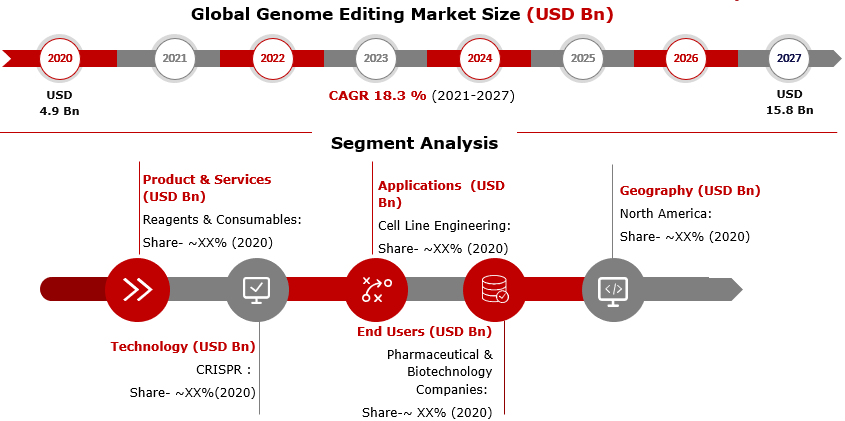 Global Genome Editing Market Size (USD Bn)
2020 2021 2022 2023 2024 2025 2026 2027
USD
4.9 Bn
CAGR 18.3 % (2021-2027)
USD
15.8 Bn
Segment Analysis
Product & Services
(USD Bn)
Reagents & Consumables:
Share- ~XX% (2020)
Applications (USD
Bn)
Cell Line Engineering:
Share- ~XX% (2020)
Geography (USD Bn)
North America:
Share- ~XX% (2020)
Technology (USD Bn)
CRISPR :
Share- ~XX%(2020)
End Users (USD Bn)
Pharmaceutical &
Biotechnology
Companies:
Share-~ XX% (2020)